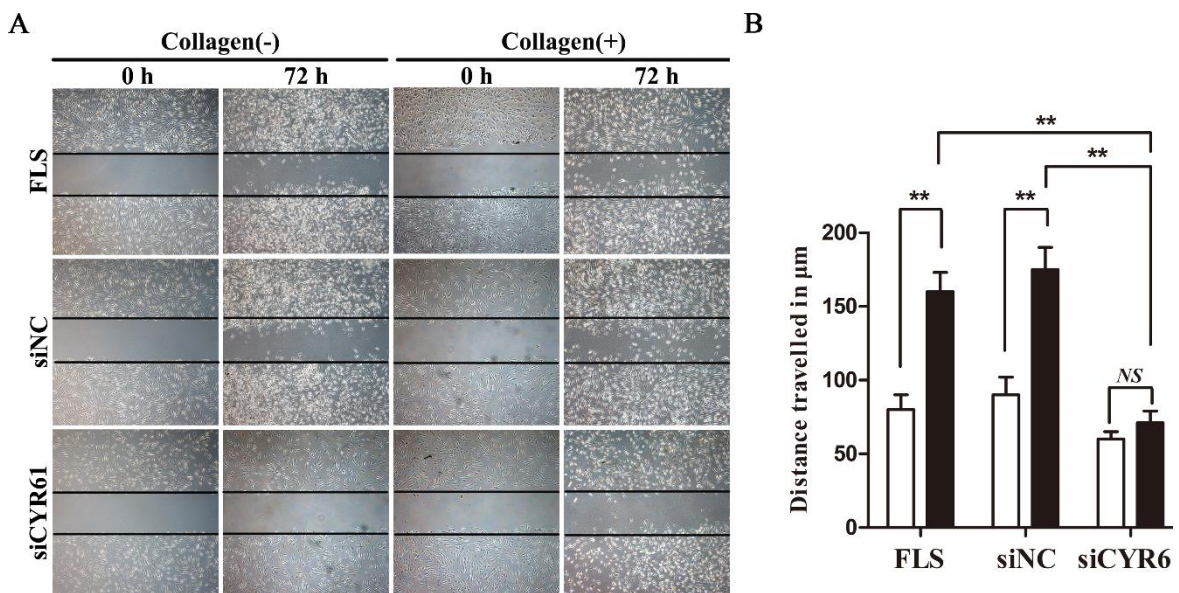 A
Collagen(-) Collagen(+)
0 h 72 h 0 h 72 h
FLS
siNC
siCYR61
B
Distance travelled in µm
200
150
100
50
0
**
**
**
**
NS
FLS siNC siCYR6